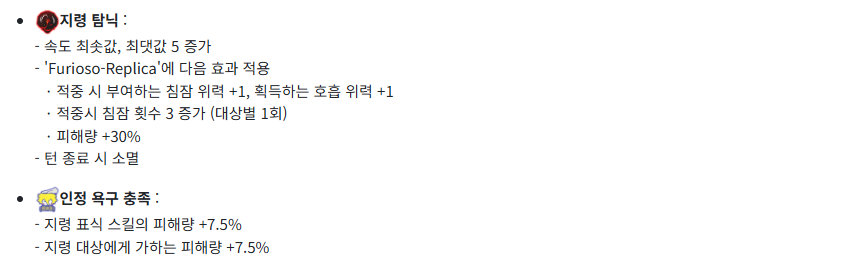 • 지령 탐닉 :
- 속도 최솟값, 최댓값 5 증가
- 'Furioso-Replica'에 다음 효과 적용
· 적중 시 부여하는 침잠 위력 +1, 획득하는 호흡 위력 +1
· 적중시 침잠 횟수 3 증가 (대상별 1회)
· 피해량 +30%
- 턴 종료 시 소멸
• 인정 욕구 충족 :
- 지령 표식 스킬의 피해량 +7.5%
- 지령 대상에게 가하는 피해량 +7.5%